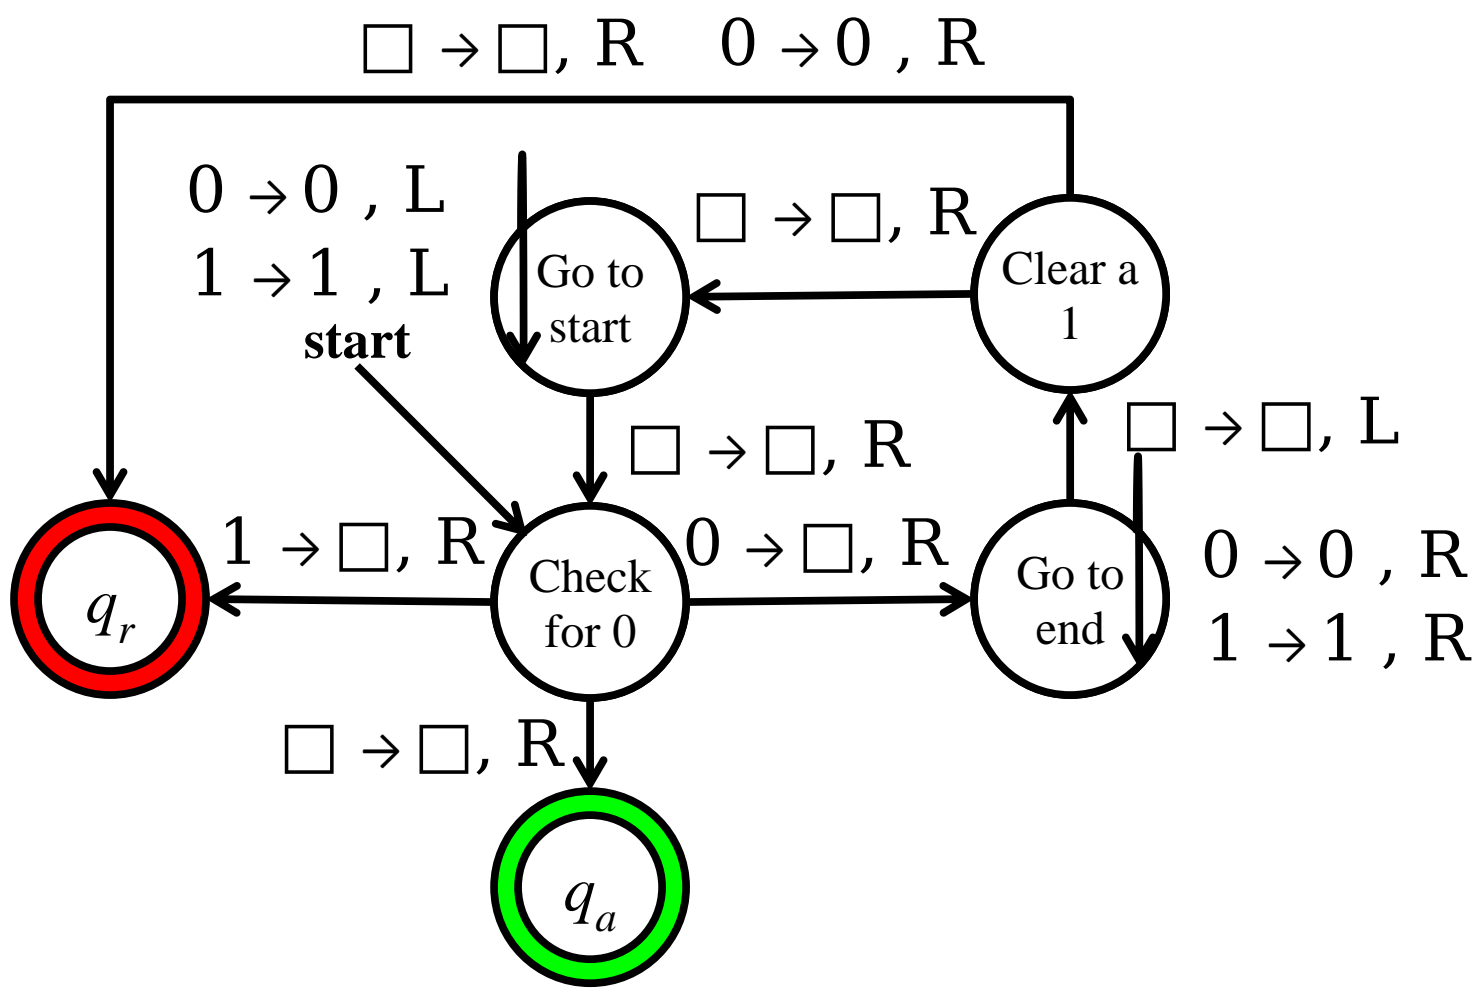 □ → □, R 0 → 0 , R
0 → 0 , L
1 → 1 , L
start
Go to
start
□ → □, R
Clear a
1
□ → □, R
□ → □, L
1 → □, R
Check
for 0
0 → □, R
Go to
end
0 → 0 , R
1 → 1 , R
qᵣ
□ → □, R
qₐ